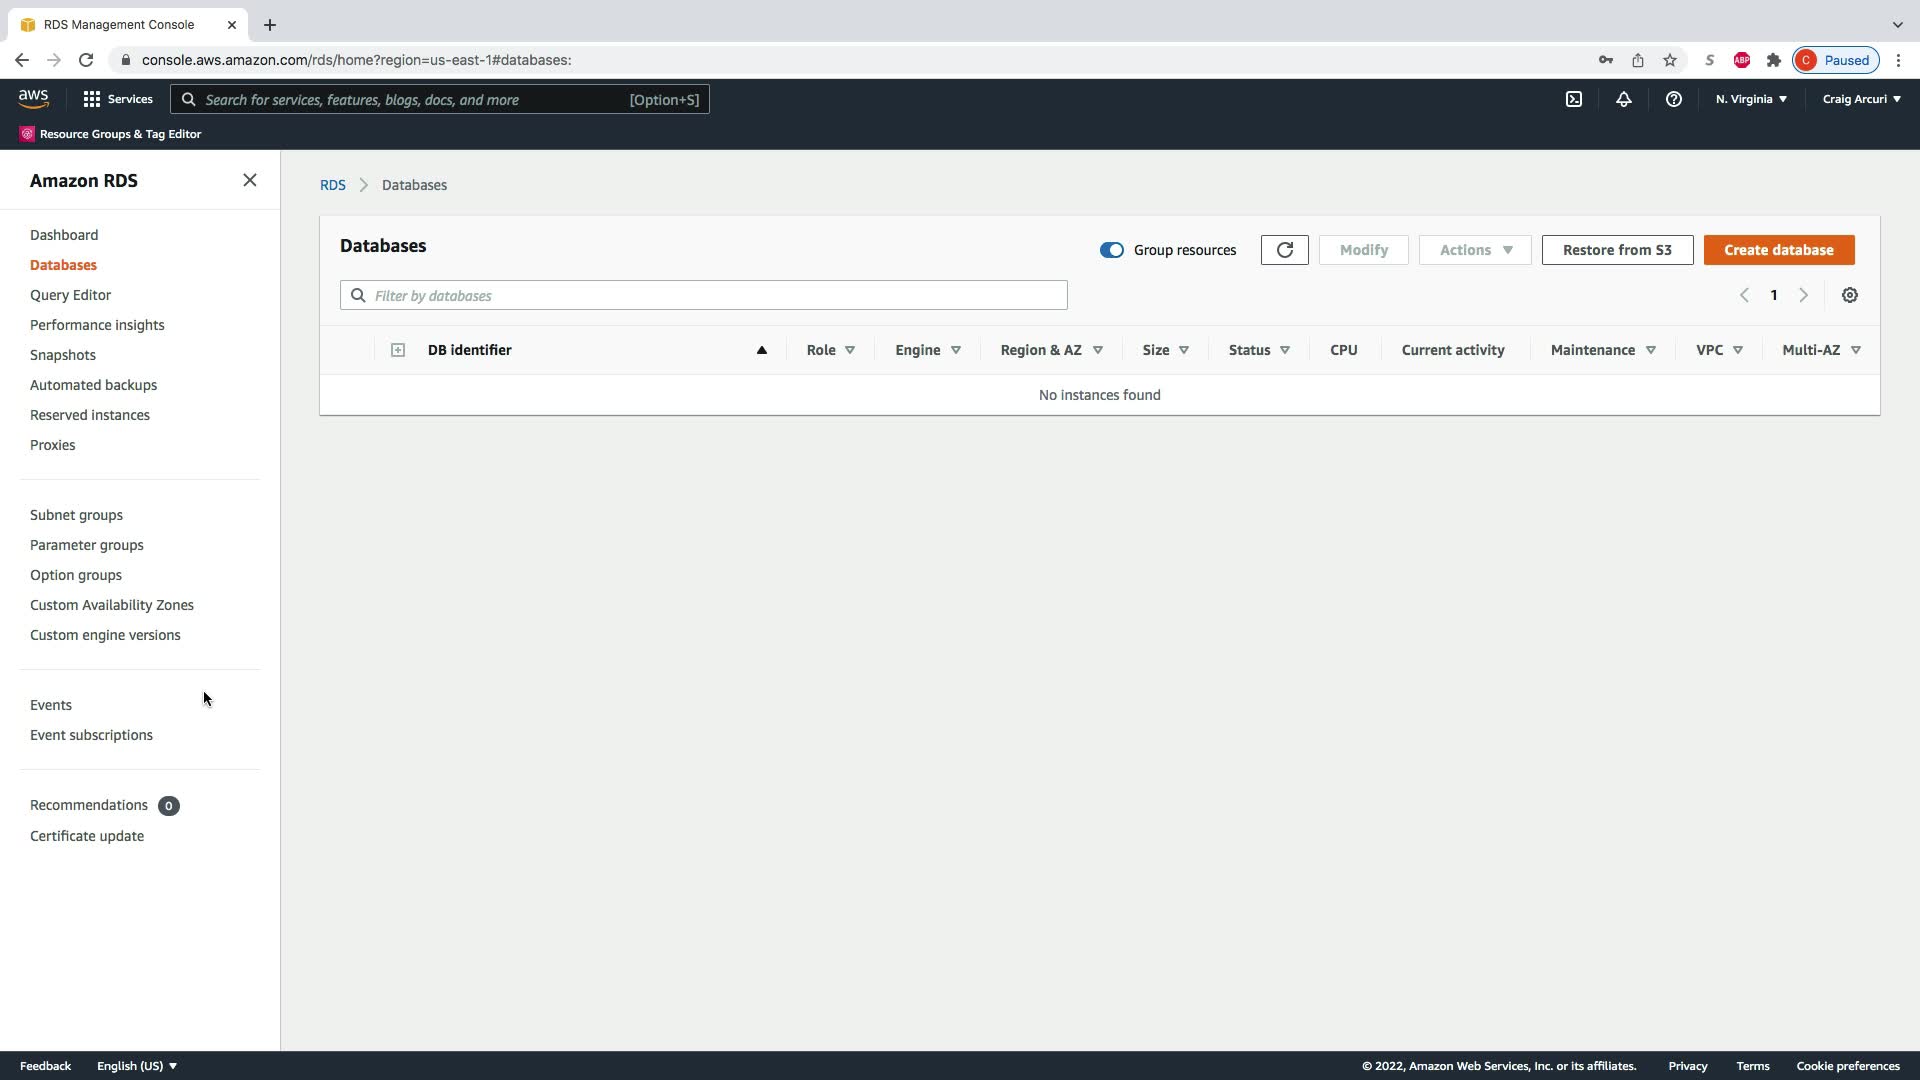 RDS Management Console
console.aws.amazon.com/rds/home?region=us-east-1#databases:
ABP
C Paused
aws
Services
Search for services, features, blogs, docs, and more [Option+S]
N. Virginia
Craig Arcuri
Resource Groups & Tag Editor
Amazon RDS
Dashboard
Databases
Query Editor
Performance insights
Snapshots
Automated backups
Reserved instances
Proxies
Subnet groups
Parameter groups
Option groups
Custom Availability Zones
Custom engine versions
Events
Event subscriptions
Recommendations 0
Certificate update
RDS > Databases
Databases
Group resources
Modify
Actions
Restore from S3
Create database
Filter by databases
1
DB identifier Role Engine Region & AZ Size Status CPU Current activity Maintenance VPC Multi-AZ
No instances found
Feedback English (US) © 2022, Amazon Web Services, Inc. or its affiliates. Privacy Terms Cookie preferences